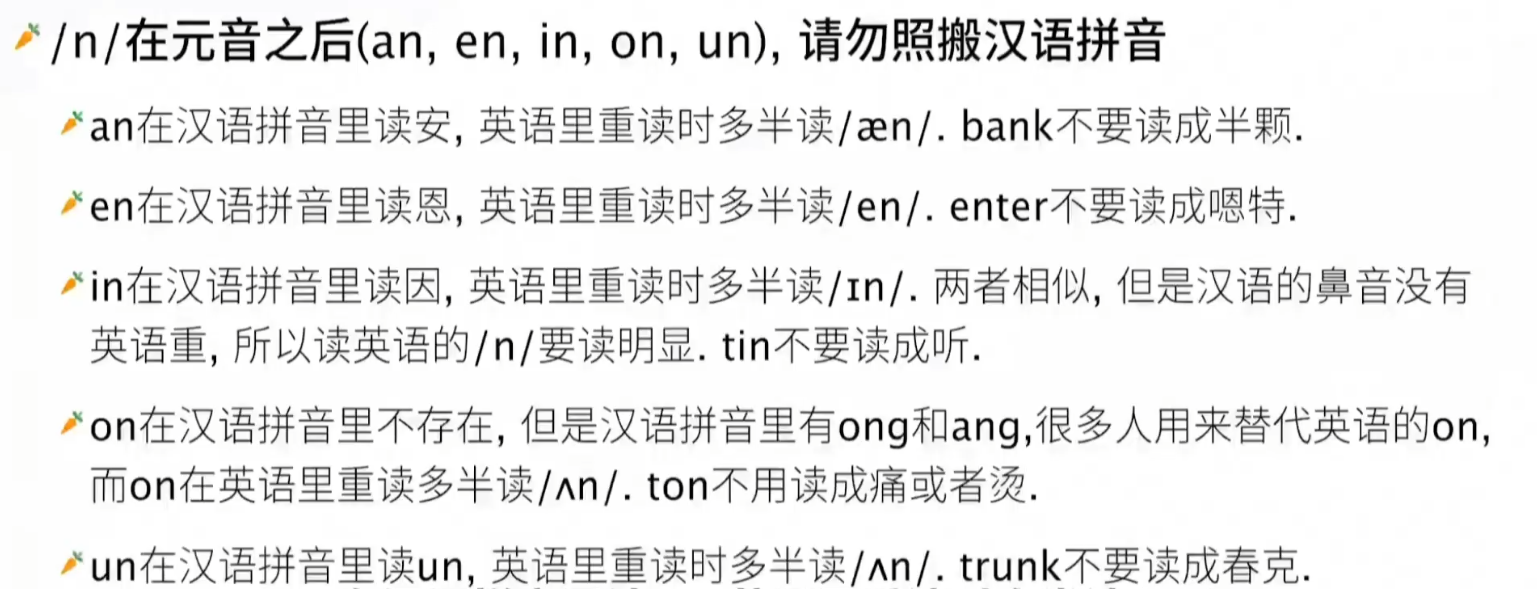 /n/在元音之后(an, en, in, on, un), 请勿照搬汉语拼音
an在汉语拼音里读安, 英语里重读时多半读/æn/. bank不要读成半颗.
en在汉语拼音里读恩, 英语里重读时多半读/en/. enter不要读成嗯特.
in在汉语拼音里读因, 英语里重读时多半读/ɪn/. 两者相似, 但是汉语的鼻音没有
英语重, 所以读英语的/n/要读明显. tin不要读成听.
on在汉语拼音里不存在, 但是汉语拼音里有ong和ang,很多人用来替代英语的on,
而on在英语里重读多半读/ʌn/. ton不用读成痛或者烫.
un在汉语拼音里读un, 英语里重读时多半读/ʌn/. trunk不要读成春克.